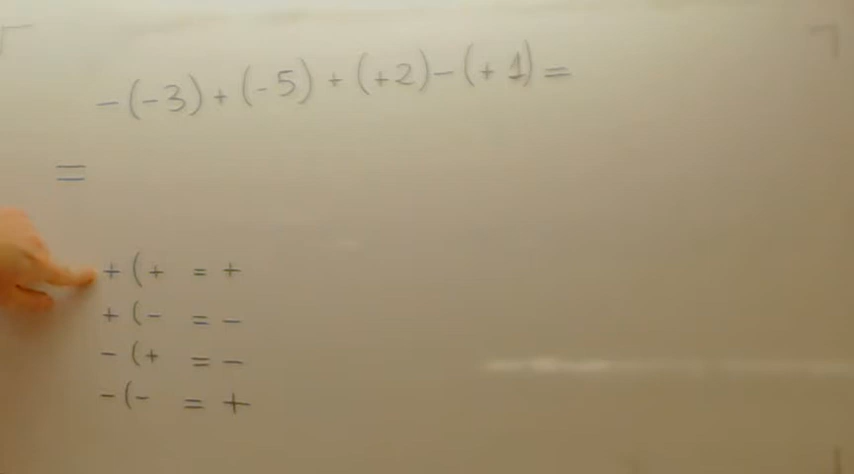 -(-3)+(-5)+(+2)-(+1)=
=
+(+ = +
+(- = -
-(+ = -
-(- = +